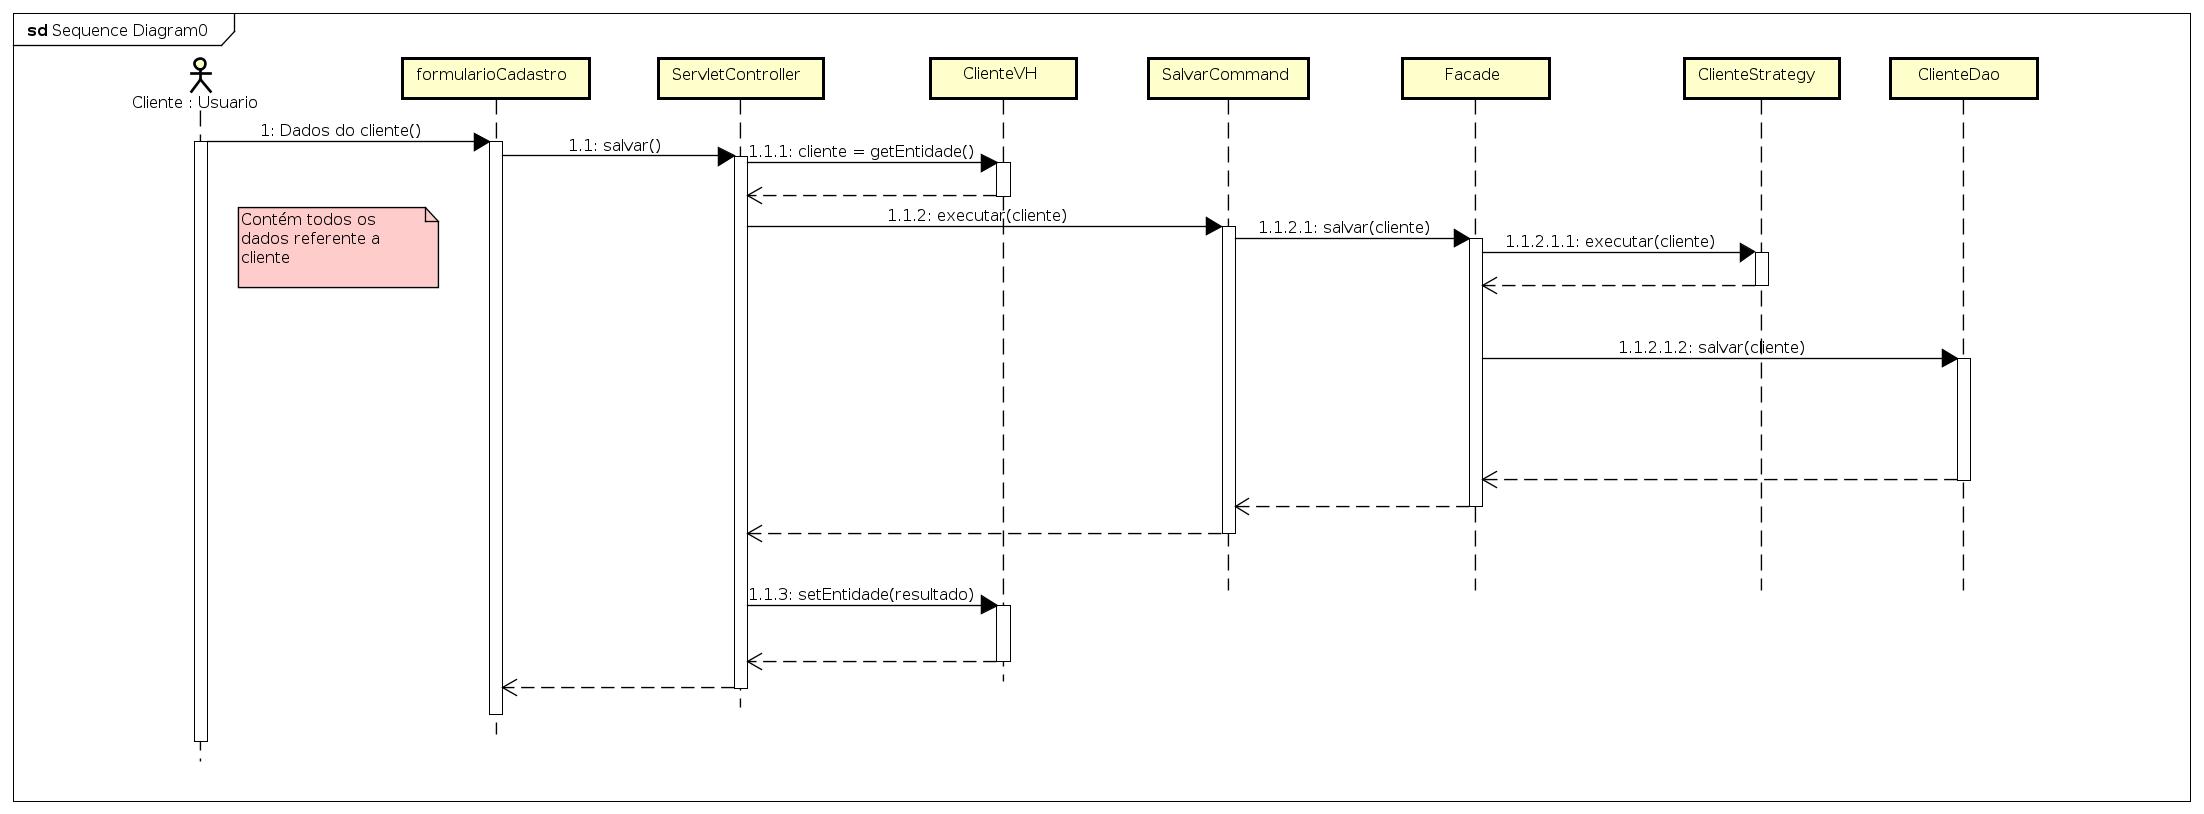 sd Sequence Diagram0
Cliente : Usuario
formularioCadastro
ServletController
ClienteVH
SalvarCommand
Facade
ClienteStrategy
ClienteDao
1: Dados do cliente()
1.1: salvar()
1.1.1: cliente = getEntidade()
Contém todos os
dados referente a
cliente
1.1.2: executar(cliente)
1.1.2.1: salvar(cliente)
1.1.2.1.1: executar(cliente)
1.1.2.1.2: salvar(cliente)
1.1.3: setEntidade(resultado)